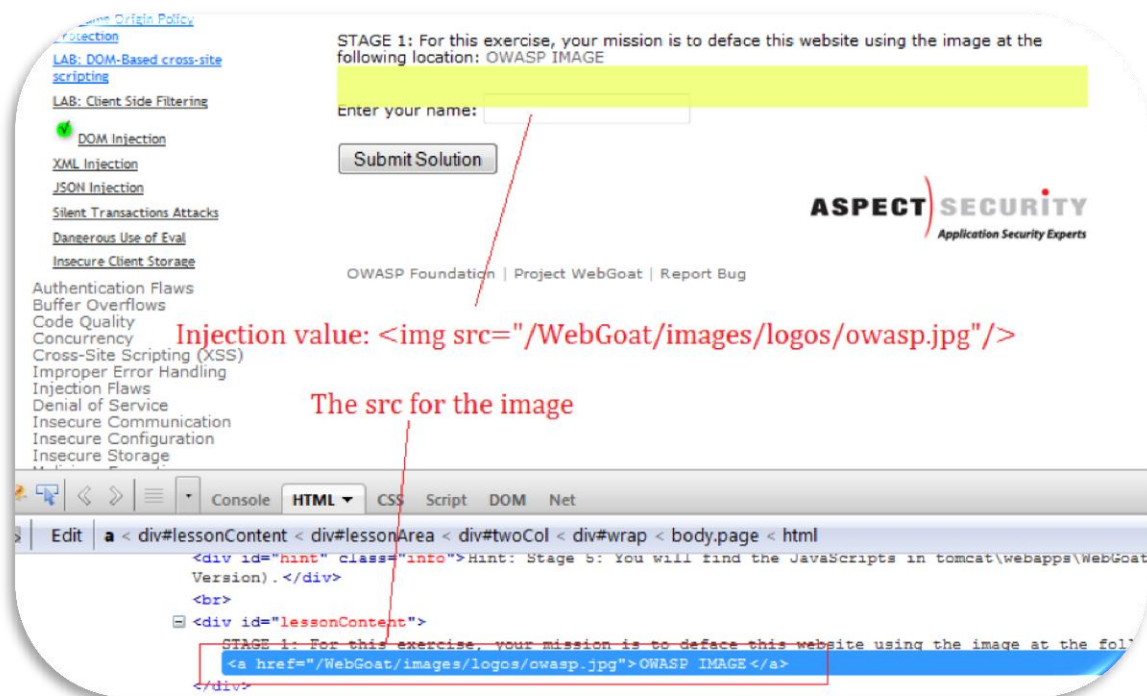 Same Origin Policy
Protection
LAB: DOM-Based cross-site
scripting
LAB: Client Side Filtering
DOM Injection
XML Injection
JSON Injection
Silent Transactions Attacks
Dangerous Use of Eval
Insecure Client Storage
Authentication Flaws
Buffer Overflows
Code Quality
Concurrency
Cross-Site Scripting (XSS)
Improper Error Handling
Injection Flaws
Denial of Service
Insecure Communication
Insecure Configuration
Insecure Storage
STAGE 1: For this exercise, your mission is to deface this website using the image at the
following location: OWASP IMAGE
Enter your name:
Submit Solution
ASPECT SECURITY
Application Security Experts
OWASP Foundation | Project WebGoat | Report Bug
Injection value: <img src="/WebGoat/images/logos/owasp.jpg"/>
The src for the image
Console HTML CSS Script DOM Net
Edit a < div#lessonContent < div#lessonArea < div#twoCol < div#wrap < body.page < html
<div id="hint" class="info">Hint: Stage 5: You will find the JavaScripts in tomcat\webapps\WebGoat
Version).</div>
<br>
<div id="lessonContent">
STAGE 1: For this exercise, your mission is to deface this website using the image at the foll
<a href="/WebGoat/images/logos/owasp.jpg">OWASP IMAGE</a>
</div>